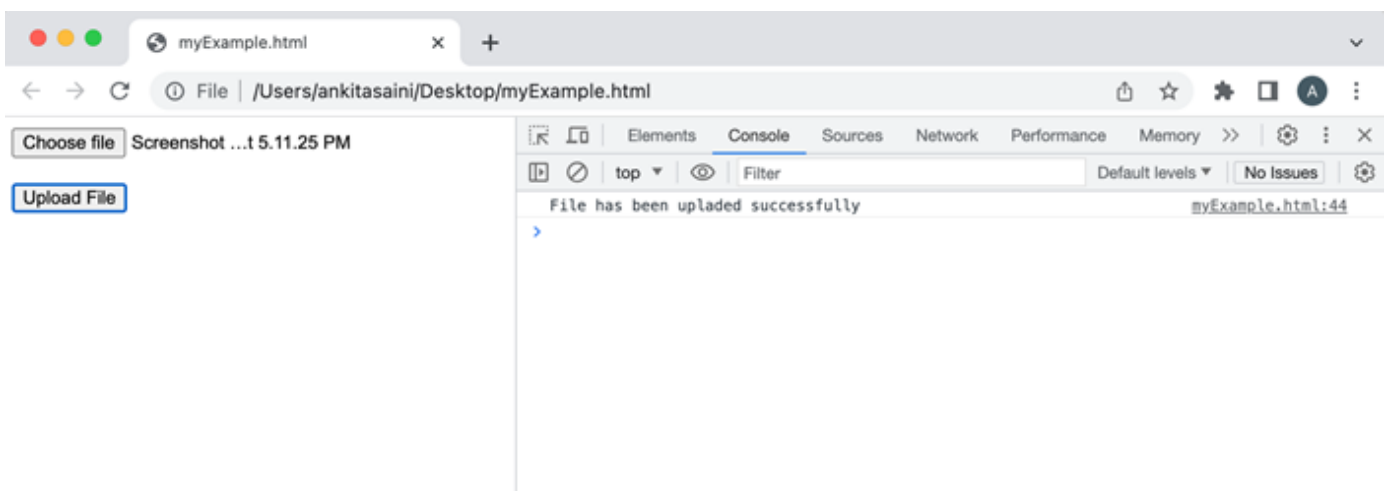 myExample.html
File | /Users/ankitasaini/Desktop/myExample.html A
Choose file Screenshot ...t 5.11.25 PM
Upload File
Elements Console Sources Network Performance Memory
top Filter Default levels No Issues
File has been upladed successfully myExample.html:44